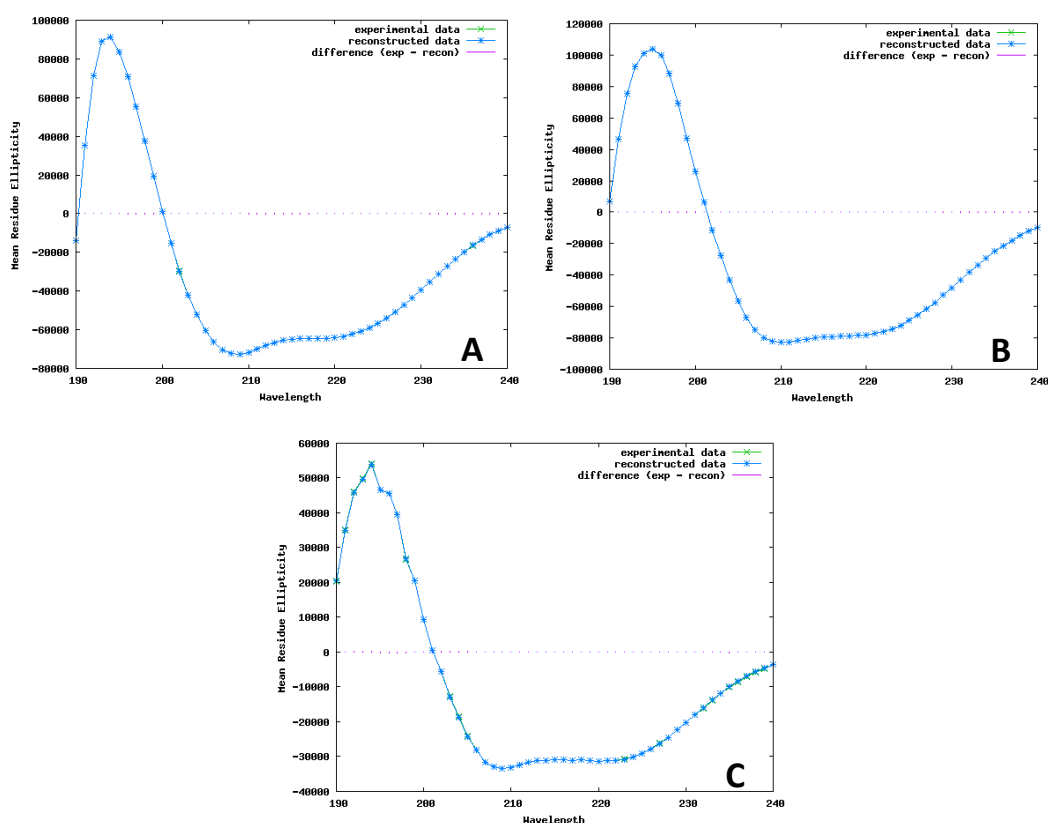 experimental data
reconstructed data
difference (exp - recon)
100000
80000
60000
40000
20000
0
-20000
-40000
-60000
-80000
190
200
210
220
230
240
Mean Residue Ellipticity
Wavelength
A
experimental data
reconstructed data
difference (exp - recon)
120000
100000
80000
60000
40000
20000
0
-20000
-40000
-60000
-80000
-100000
190
200
210
220
230
240
Mean Residue Ellipticity
Wavelength
B
experimental data
reconstructed data
difference (exp - recon)
60000
50000
40000
30000
20000
10000
0
-10000
-20000
-30000
-40000
190
200
210
220
230
240
Mean Residue Ellipticity
Wavelength
C